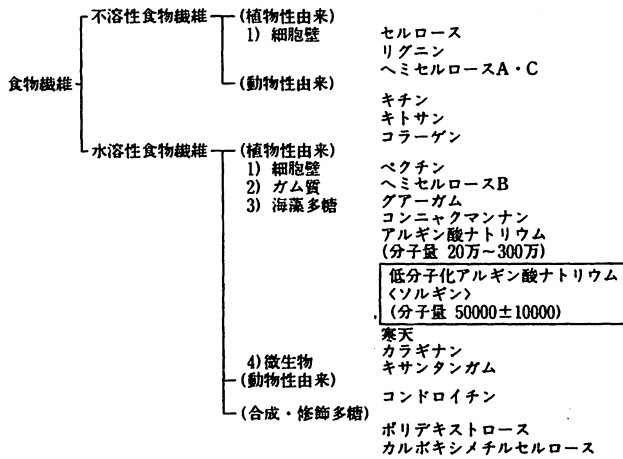 不溶性食物繊維 (植物性由来)
1) 細胞壁 セルロース
リグニン
ヘミセルロースA・C
食物繊維 (動物性由来)
キチン
キトサン
コラーゲン
水溶性食物繊維 (植物性由来)
1) 細胞壁 ペクチン
2) ガム質 ヘミセルロースB
3) 海藻多糖 グアーガム
コンニャクマンナン
アルギン酸ナトリウム
(分子量 20万~300万)
低分子化アルギン酸ナトリウム
<ソルギン>
(分子量 50000±10000)
寒天
カラギナン
4)微生物 キサンタンガム
(動物性由来)
コンドロイチン
(合成・修飾多糖)
ポリデキストロース
カルボキシメチルセルロース